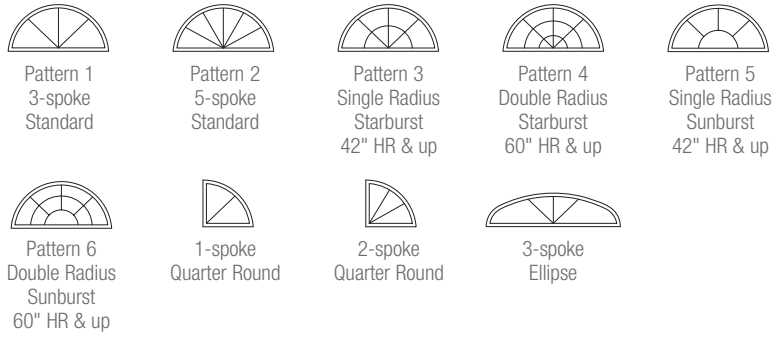 Pattern 1
3-spoke
Standard
Pattern 2
5-spoke
Standard
Pattern 3
Single Radius
Starburst
42" HR & up
Pattern 4
Double Radius
Starburst
60" HR & up
Pattern 5
Single Radius
Sunburst
42" HR & up
Pattern 6
Double Radius
Sunburst
60" HR & up
1-spoke
Quarter Round
2-spoke
Quarter Round
3-spoke
Ellipse